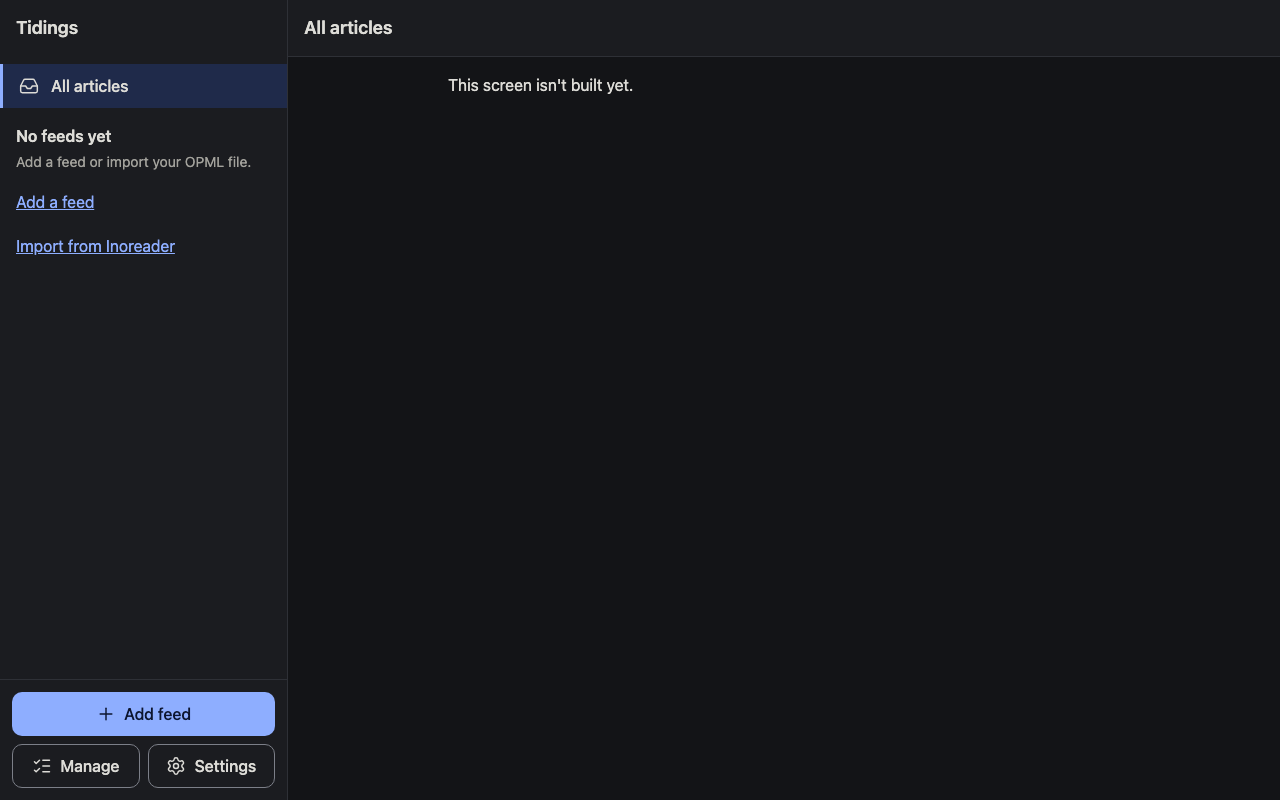 Tidings
All articles
No feeds yet
Add a feed or import your OPML file.
Add a feed
Import from Inoreader
Add feed
Manage
Settings
All articles
This screen isn't built yet.